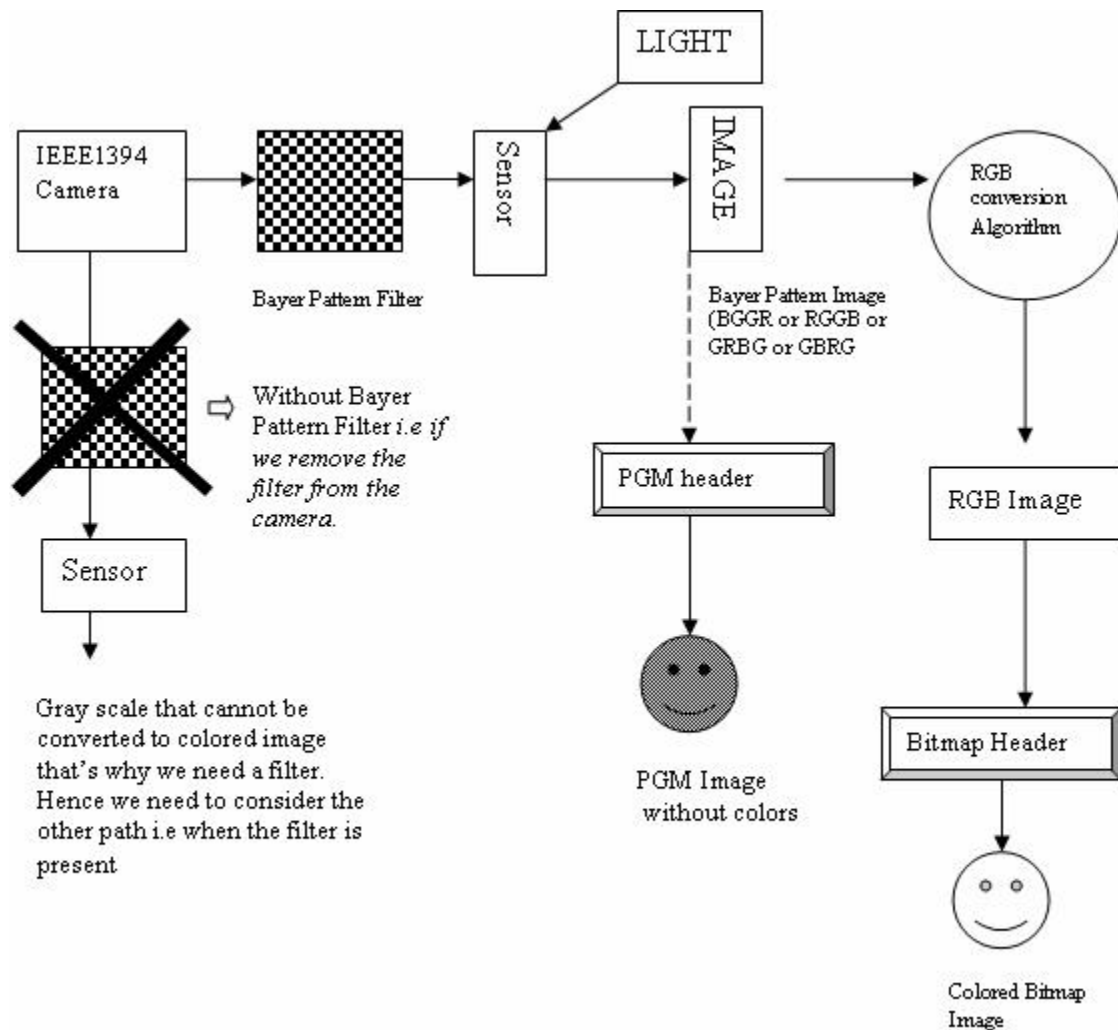 LIGHT
IEEE1394
Camera
Sensor
IMAGE
RGB
conversion
Algorithm
Bayer Pattern Filter
Bayer Pattern Image
(BGGR or RGGB or
GRBG or GBRG
Without Bayer
Pattern Filter i.e if
we remove the
filter from the
camera.
PGM header
RGB Image
Sensor
Gray scale that cannot be
converted to colored image
that's why we need a filter.
Hence we need to consider the
other path i.e when the filter is
present
PGM Image
without colors
Bitmap Header
Colored Bitmap
Image